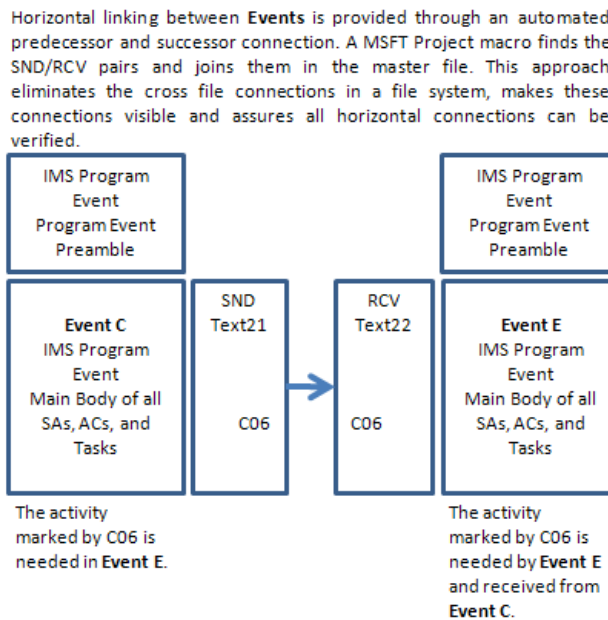 Horizontal linking between Events is provided through an automated
predecessor and successor connection. A MSFT Project macro finds the
SND/RCV pairs and joins them in the master file. This approach
eliminates the cross file connections in a file system, makes these
connections visible and assures all horizontal connections can be
verified.
IMS Program
Event
Program Event
Preamble
IMS Program
Event
Program Event
Preamble
Event C
IMS Program
Event
Main Body of all
SAs, ACs, and
Tasks
SND
Text21
C06
RCV
Text22
C06
Event E
IMS Program
Event
Main Body of all
SAs, ACs, and
Tasks
The activity
marked by C06 is
needed in Event E.
The activity
marked by C06 is
needed by Event E
and received from
Event C.